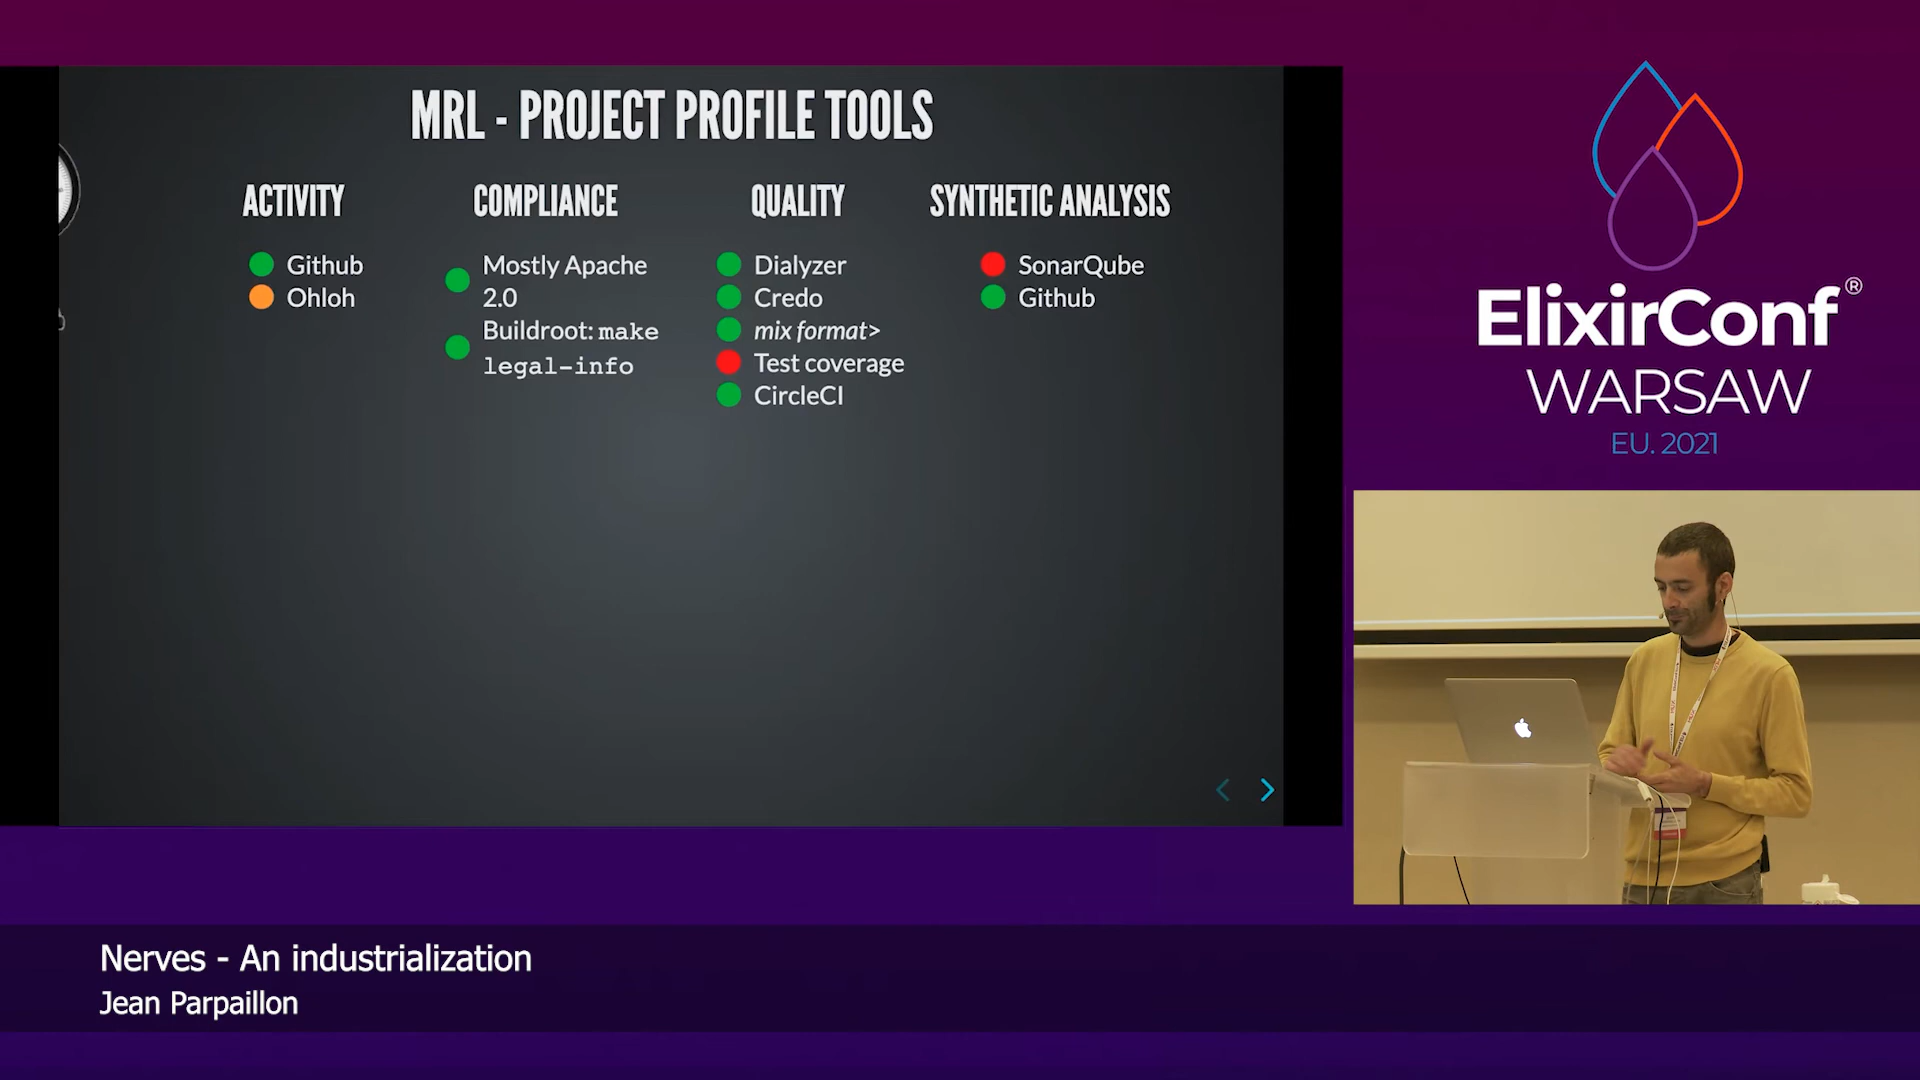 MRL - PROJECT PROFILE TOOLS
ACTIVITY
Github
Ohloh
COMPLIANCE
Mostly Apache
2.0
Buildroot: make
legal-info
QUALITY
Dialyzer
Credo
mix format>
Test coverage
CircleCI
SYNTHETIC ANALYSIS
SonarQube
Github
ElixirConf®
WARSAW
EU. 2021
Nerves - An industrialization
Jean Parpaillon